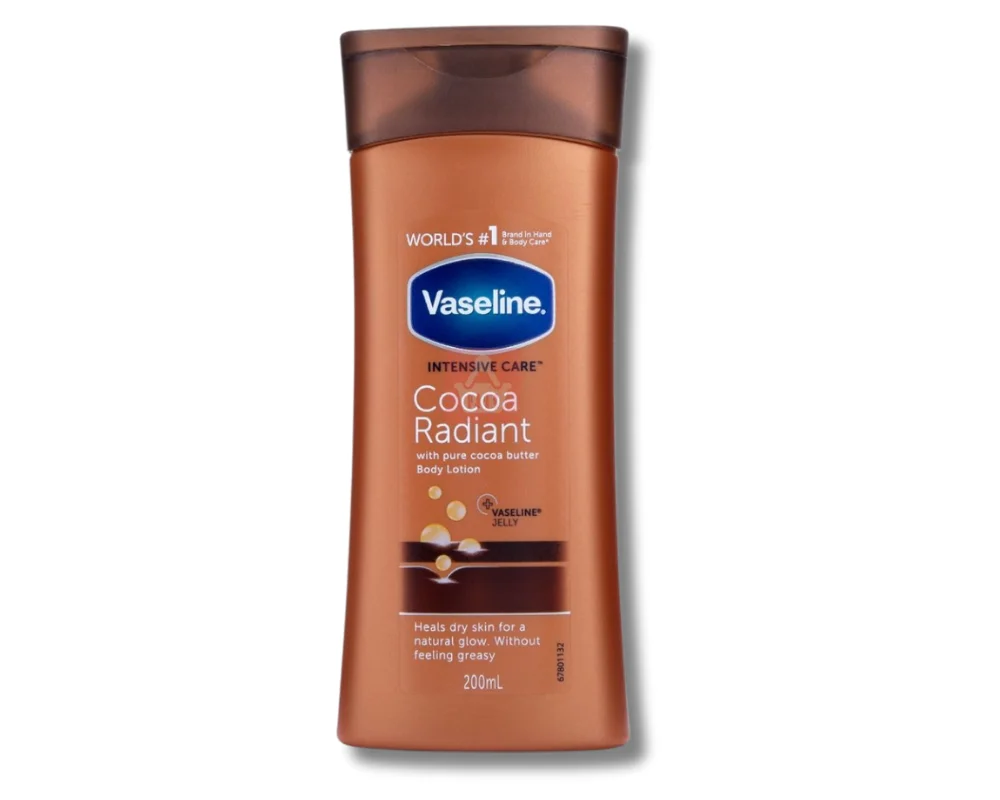 WORLD'S #1 Brand In Hand
& Body Care*
Vaseline.
INTENSIVE CARE™
Cocoa
Radiant
with pure cocoa butter
Body Lotion
VASELINE®
JELLY
Heals dry skin for a
natural glow. Without
feeling greasy
67801132
200mL